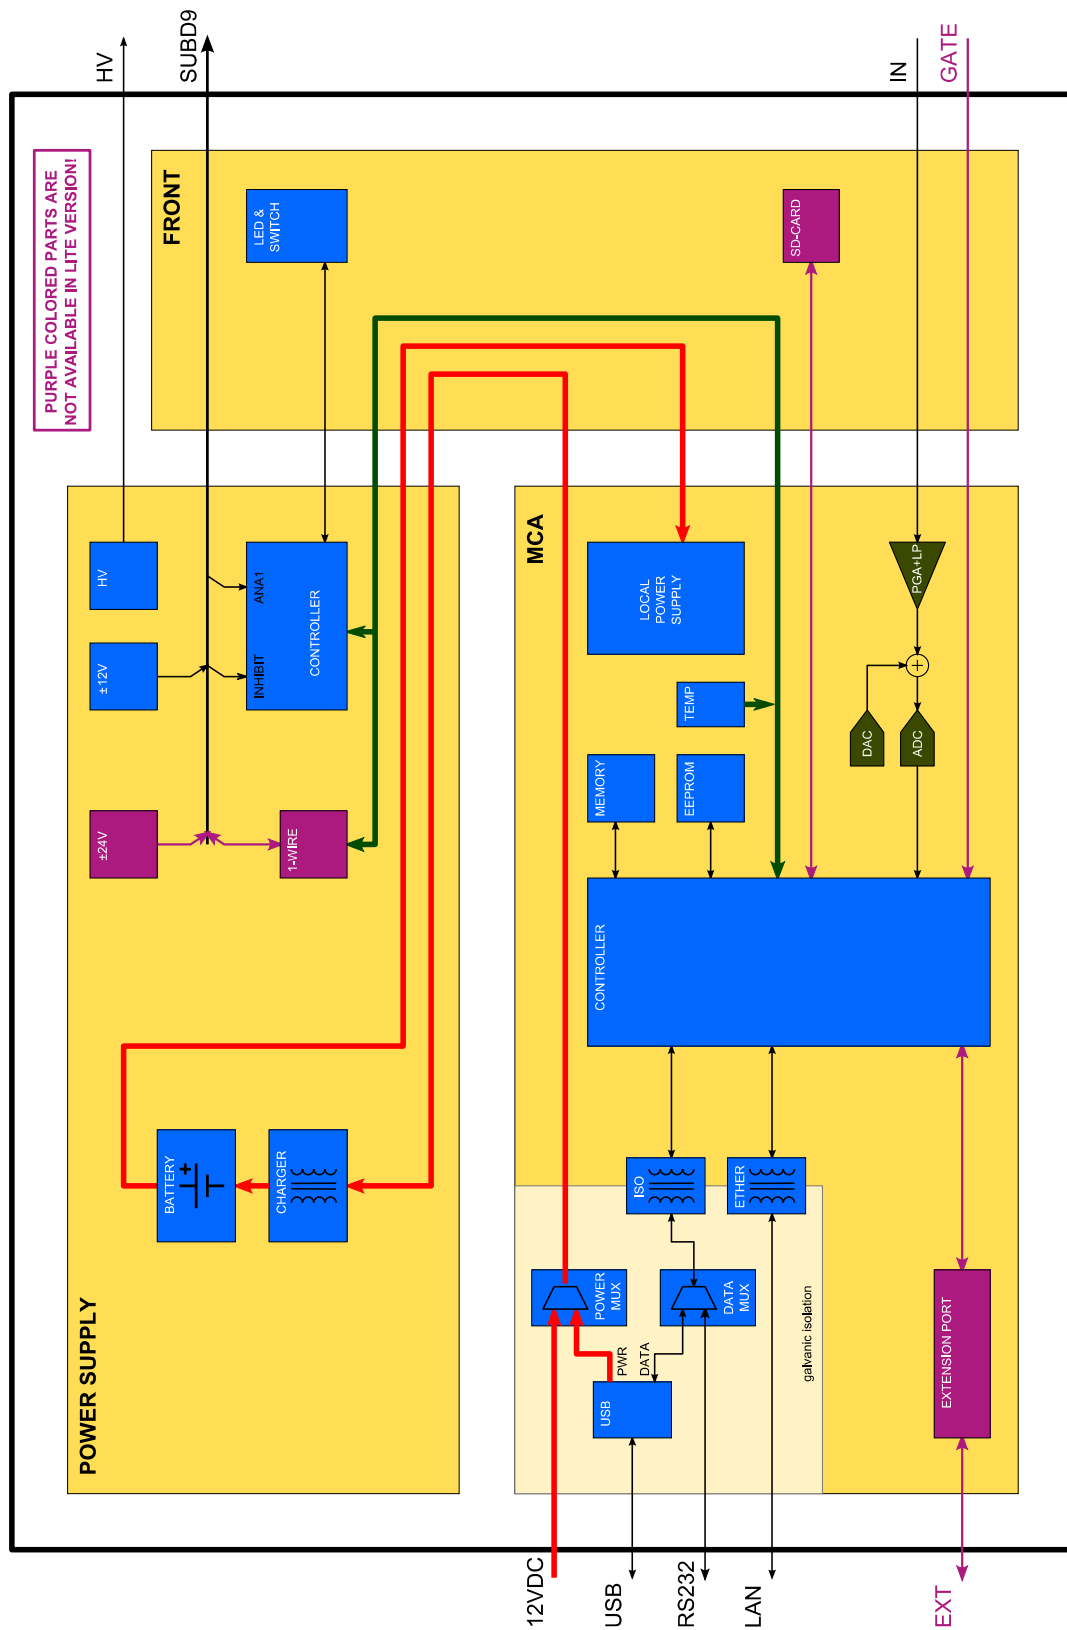 HV
SUBD9
IN
GATE
PURPLE COLORED PARTS ARE
NOT AVAILABLE IN LITE VERSION!
FRONT
LED &
SWITCH
SD-CARD
POWER SUPPLY
HV
±12V
±24V
ANA1
INHIBIT
CONTROLLER
1-WIRE
BATTERY
+
CHARGER
MCA
LOCAL
POWER
SUPPLY
TEMP
MEMORY
EEPROM
PGA+LP
+
DAC
ADC
CONTROLLER
ISO
ETHER
POWER
MUX
DATA
MUX
PWR
DATA
USB
galvanic isolation
EXTENSION PORT
12VDC
USB
RS232
LAN
EXT